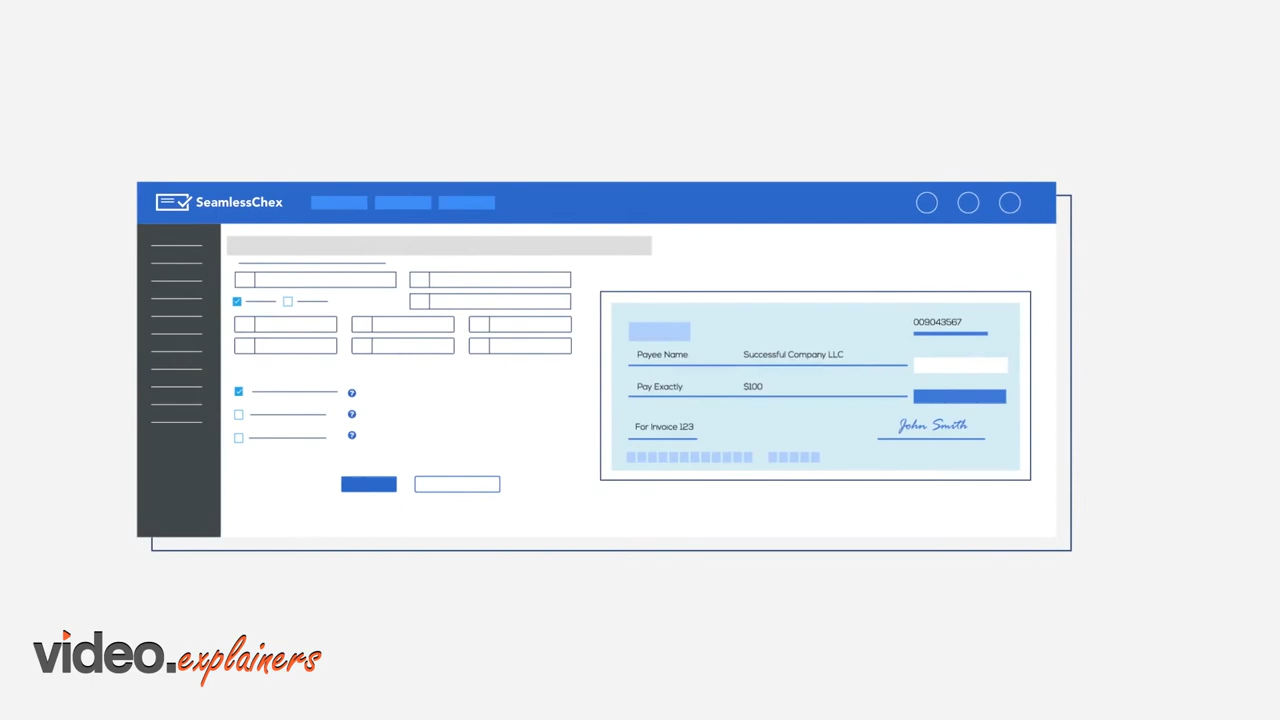 SeamlessChex
009043567
Payee Name Successful Company LLC
Pay Exactly $100
For Invoice 123
John Smith
video.explainers